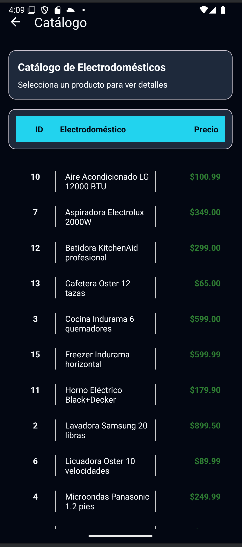 4:09
Catálogo
Catálogo de Electrodomésticos
Selecciona un producto para ver detalles
ID Electrodoméstico Precio
10 Aire Acondicionado LG 12000 BTU $100.99
7 Aspiradora Electrolux 2000W $349.00
12 Batidora KitchenAid profesional $299.00
13 Cafetera Oster 12 tazas $65.00
3 Cocina Indurama 6 quemadores $599.00
15 Freezer Indurama horizontal $599.99
11 Horno Eléctrico Black+Decker $179.90
2 Lavadora Samsung 20 libras $899.50
6 Licuadora Oster 10 velocidades $89.99
4 Microondas Panasonic 1.2 pies $249.99